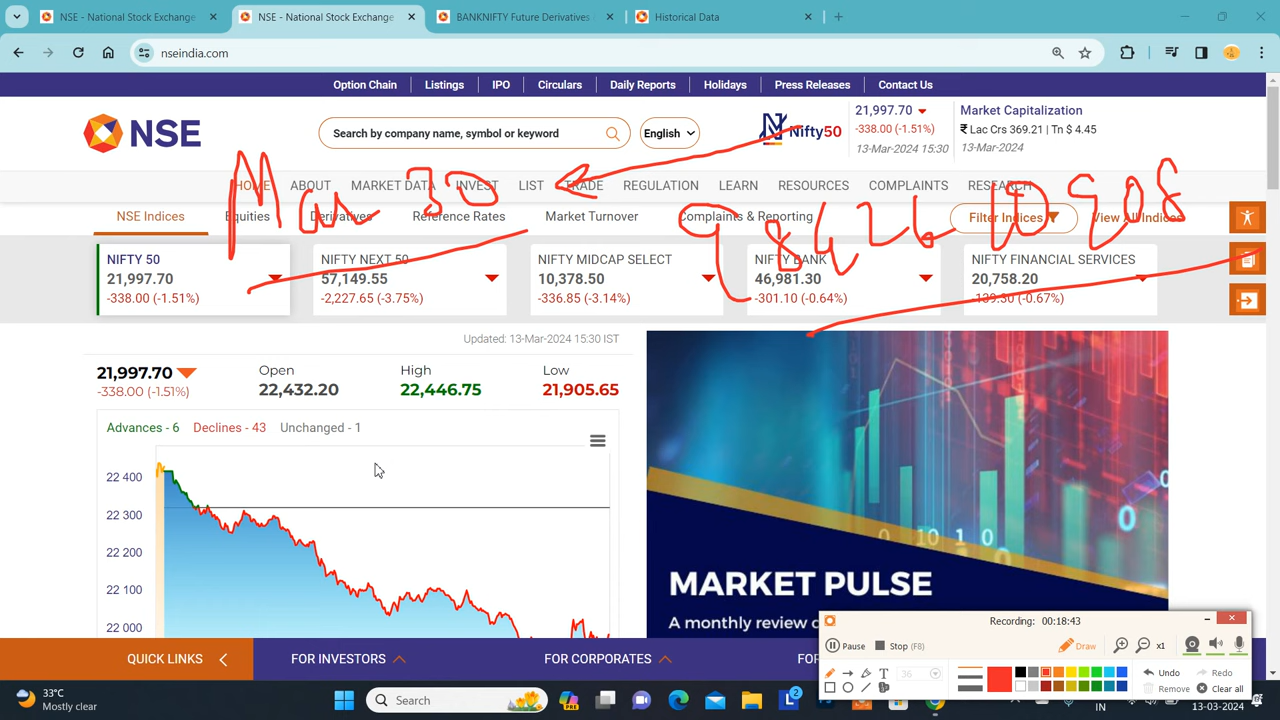 NSE - National Stock Exchange
NSE - National Stock Exchange
BANKNIFTY Future Derivatives
Historical Data
nseindia.com
Option Chain
Listings
IPO
Circulars
Daily Reports
Holidays
Press Releases
Contact Us
NSE
Search by company name, symbol or keyword
English
Nifty50
21,997.70
-338.00 (-1.51%)
13-Mar-2024 15:30
Market Capitalization
₹ Lac Crs 369.21 | Tn $ 4.45
13-Mar-2024
HOME
ABOUT
MARKET DATA
INVEST
LIST
TRADE
REGULATION
LEARN
RESOURCES
COMPLAINTS
RESEARCH
Mar 30
NSE Indices
Equities
Derivatives
Reference Rates
Market Turnover
Complaints & Reporting
Filter Indices
View All Indices
NIFTY 50
21,997.70
-338.00 (-1.51%)
NIFTY NEXT 50
57,149.55
-2,227.65 (-3.75%)
NIFTY MIDCAP SELECT
10,378.50
-336.85 (-3.14%)
NIFTY BANK
46,981.30
-301.10 (-0.64%)
NIFTY FINANCIAL SERVICES
20,758.20
-139.30 (-0.67%)
Updated: 13-Mar-2024 15:30 IST
21,997.70
-338.00 (-1.51%)
Open
22,432.20
High
22,446.75
Low
21,905.65
Advances - 6
Declines - 43
Unchanged - 1
22 400
22 300
22 200
22 100
22 000
MARKET PULSE
A monthly review
Recording: 00:18:43
Pause
Stop (F8)
Draw
x1
T
36
Undo
Redo
Remove
Clear all
QUICK LINKS
FOR INVESTORS
FOR CORPORATES
33°C
Mostly clear
Search
2
IN
13-03-2024